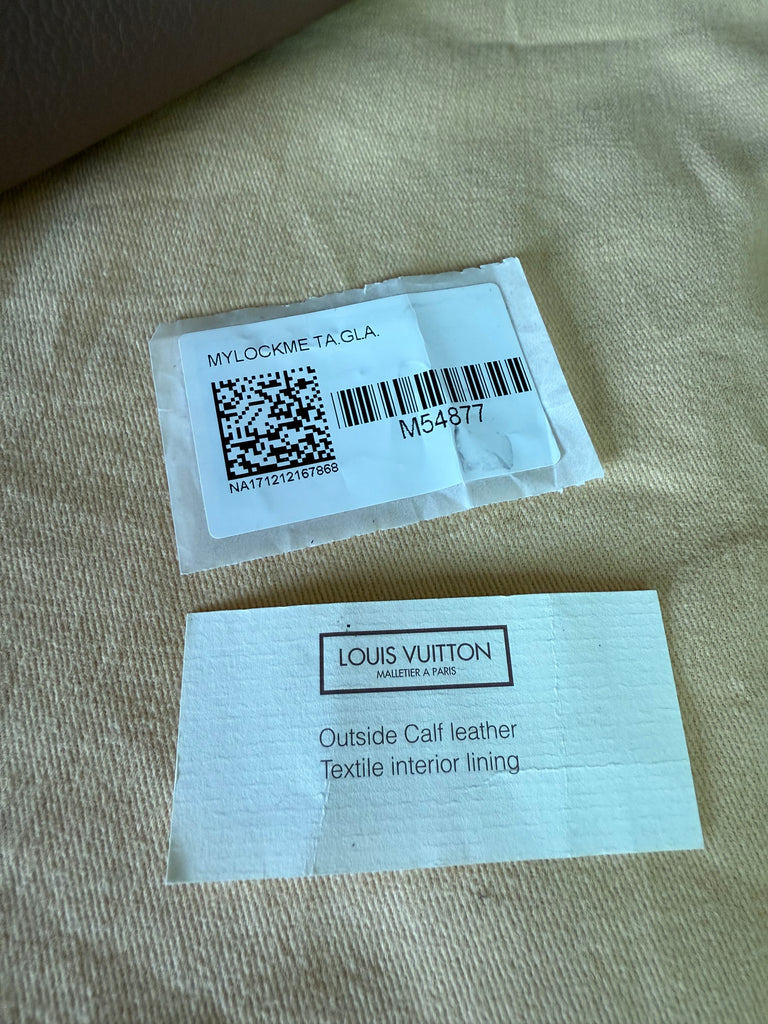 MYLOCKME TA.GL.A.
M54877
NA171212167868
LOUIS VUITTON
MALLETIER A PARIS
Outside Calf leather
Textile interior lining